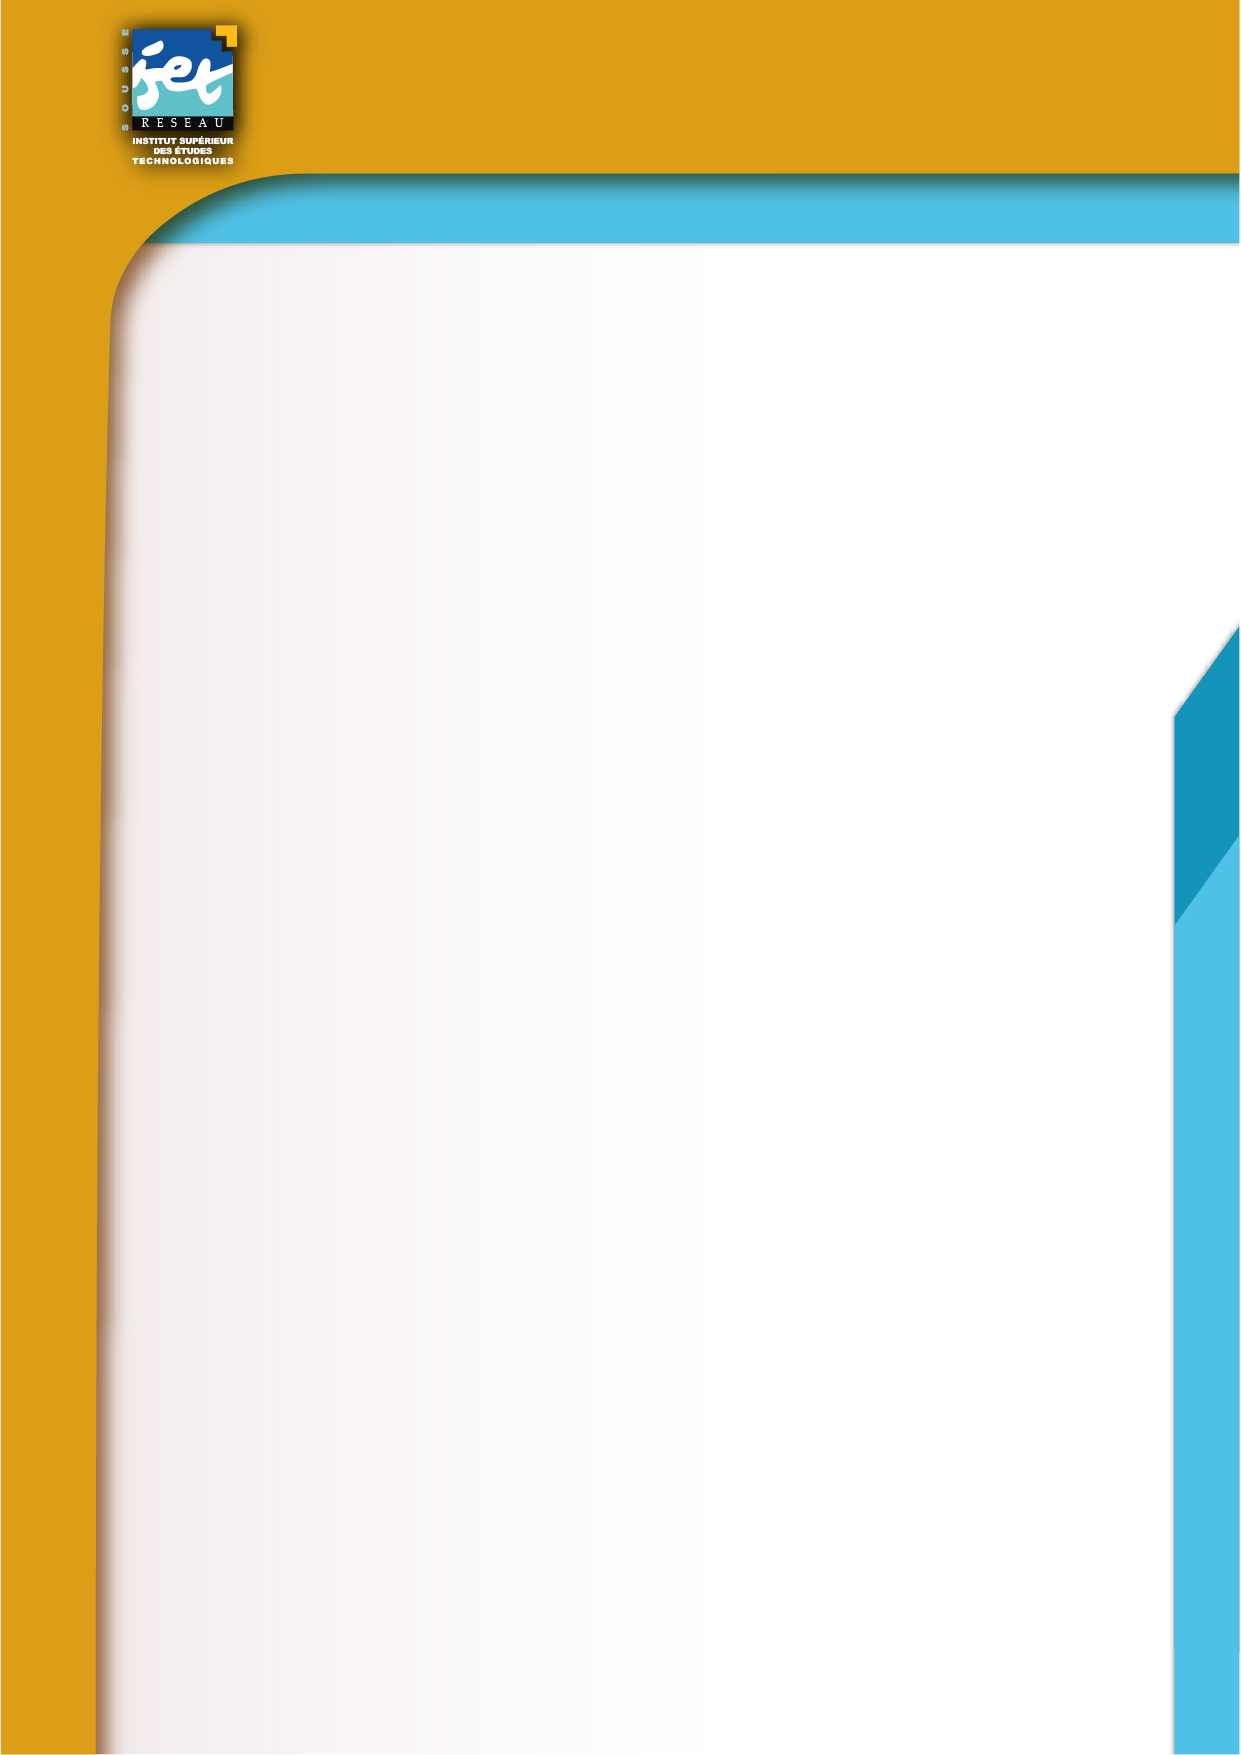 SOUSSE
iset
RESEAU
INSTITUT SUPÉRIEUR
DES ÉTUDES
TECHNOLOGIQUES